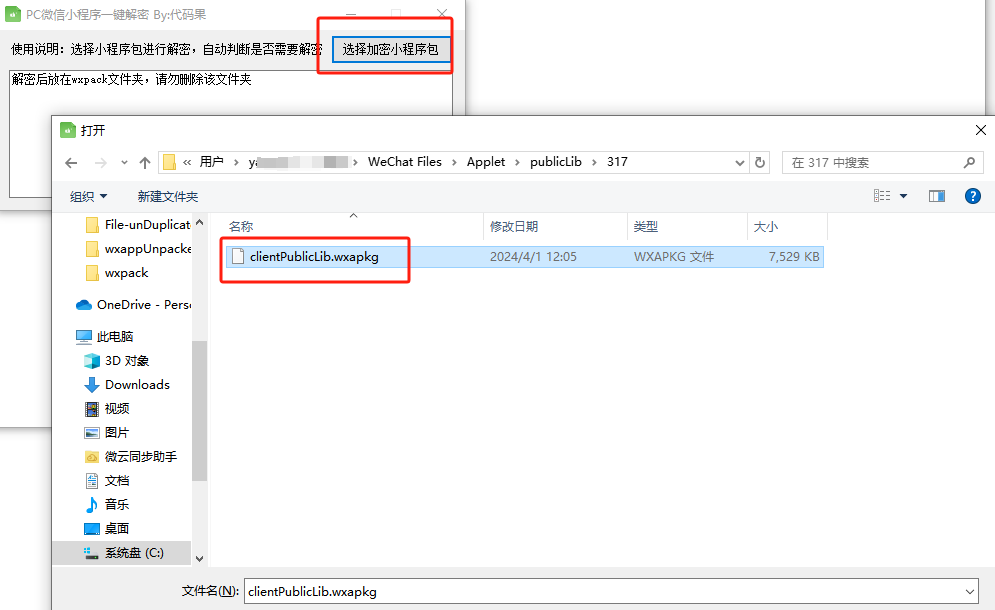 PC微信小程序一键解密 By:代码果
使用说明：选择小程序包进行解密，自动判断是否需要解密
选择加密小程序包
解密后放在wxpack文件夹，请勿删除该文件夹
打开
« 用户 › › WeChat Files › Applet › publicLib › 317
在 317 中搜索
组织 新建文件夹
File-unDuplicat
wxappUnpacke
wxpack
OneDrive - Pers
此电脑
3D 对象
Downloads
视频
图片
微云同步助手
文档
音乐
桌面
系统盘 (C:)
名称 修改日期 类型 大小
clientPublicLib.wxapkg 2024/4/1 12:05 WXAPKG 文件 7,529 KB
文件名(N): clientPublicLib.wxapkg